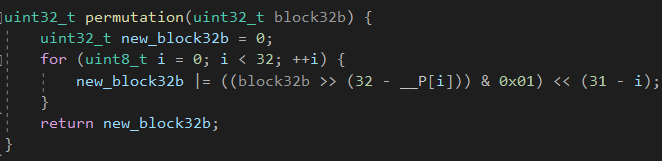 uint32_t permutation(uint32_t block32b) {
    uint32_t new_block32b = 0;
    for (uint8_t i = 0; i < 32; ++i) {
        new_block32b |= ((block32b >> (32 - __P[i])) & 0x01) << (31 - i);
    }
    return new_block32b;
}